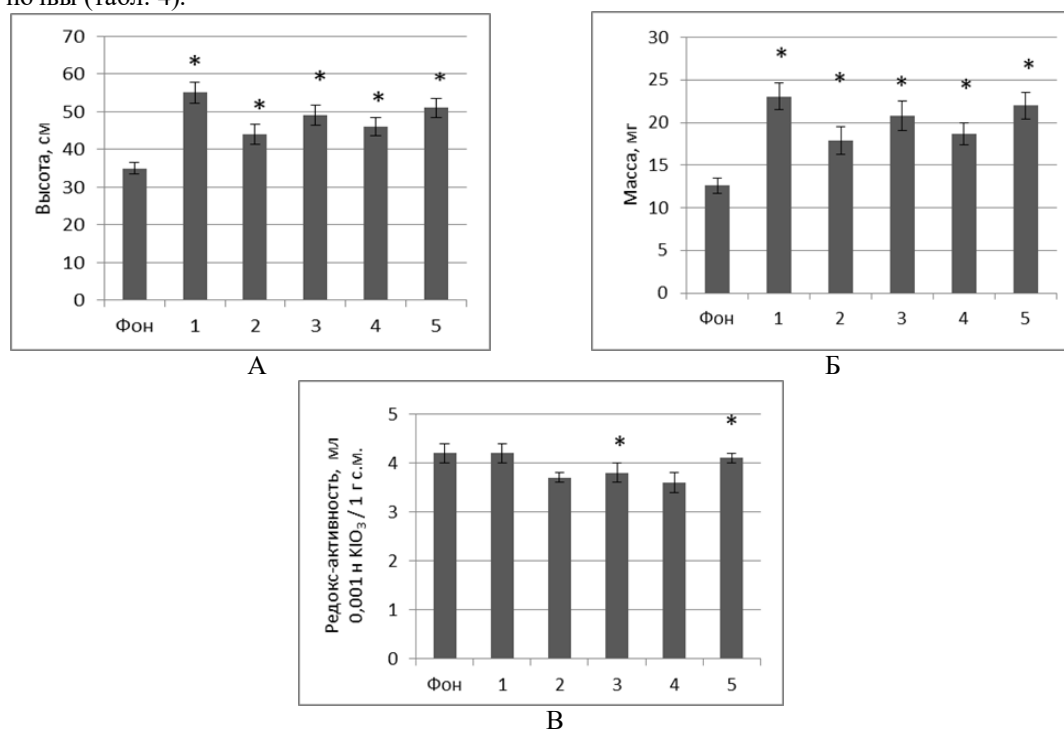 почвы (табл. 4).
70
60
50
40
30
20
10
0
Высота, см
* * * * *
Фон 1 2 3 4 5
А
30
25
20
15
10
5
0
Масса, мг
* * * * *
Фон 1 2 3 4 5
Б
5
4
3
2
1
0
Редокс-активность, мл
0,001 н KIO₃ / 1 г с.м.
* *
Фон 1 2 3 4 5
В